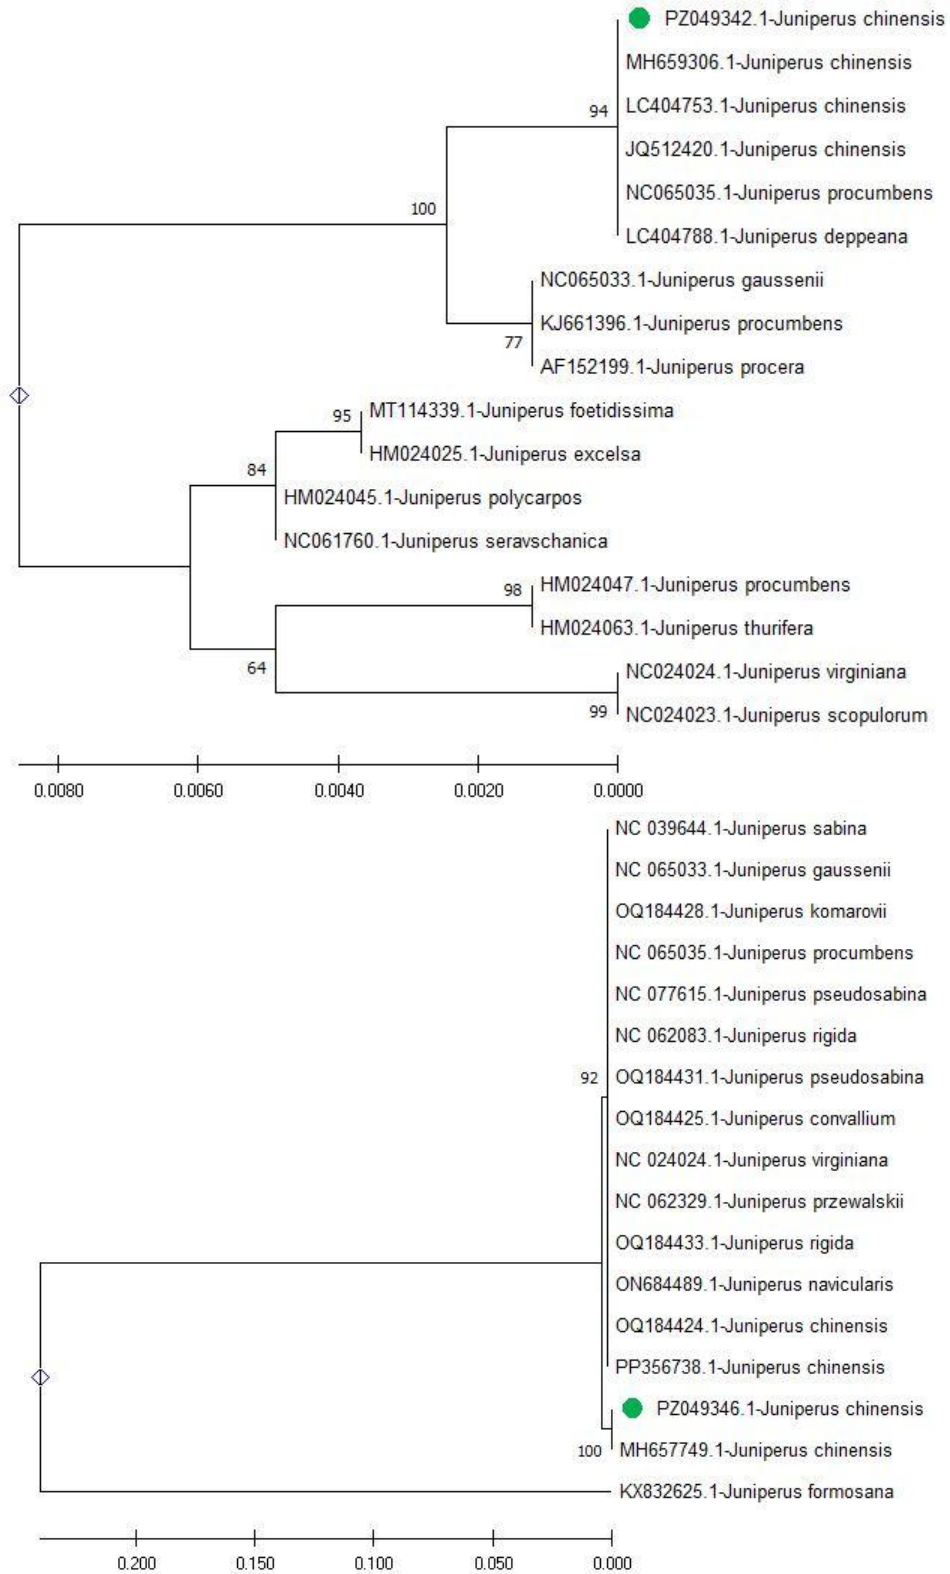 PZ049342.1-Juniperus chinensis
MH659306.1-Juniperus chinensis
94
LC404753.1-Juniperus chinensis
JQ512420.1-Juniperus chinensis
NC065035.1-Juniperus procumbens
100
LC404788.1-Juniperus deppeana
NC065033.1-Juniperus gaussenii
KJ661396.1-Juniperus procumbens
77
AF152199.1-Juniperus procera
95
MT114339.1-Juniperus foetidissima
HM024025.1-Juniperus excelsa
84
HM024045.1-Juniperus polycarpos
NC061760.1-Juniperus seravschanica
98
HM024047.1-Juniperus procumbens
HM024063.1-Juniperus thurifera
64
NC024024.1-Juniperus virginiana
99
NC024023.1-Juniperus scopulorum
0.0080 0.0060 0.0040 0.0020 0.0000
NC 039644.1-Juniperus sabina
NC 065033.1-Juniperus gaussenii
OQ184428.1-Juniperus komarovii
NC 065035.1-Juniperus procumbens
NC 077615.1-Juniperus pseudosabina
NC 062083.1-Juniperus rigida
92
OQ184431.1-Juniperus pseudosabina
OQ184425.1-Juniperus convallium
NC 024024.1-Juniperus virginiana
NC 062329.1-Juniperus przewalskii
OQ184433.1-Juniperus rigida
ON684489.1-Juniperus navicularis
OQ184424.1-Juniperus chinensis
PP356738.1-Juniperus chinensis
PZ049346.1-Juniperus chinensis
100
MH657749.1-Juniperus chinensis
KX832625.1-Juniperus formosana
0.200 0.150 0.100 0.050 0.000